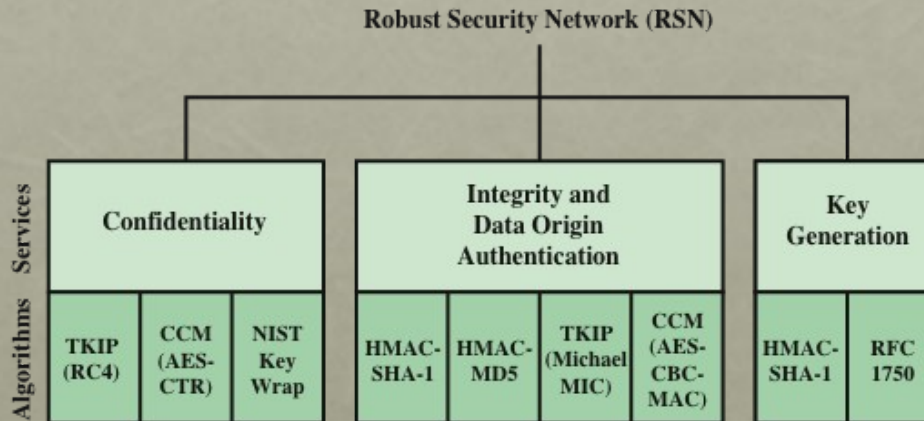 Robust Security Network (RSN)
Services
Confidentiality
Integrity and
Data Origin
Authentication
Key
Generation
Algorithms
TKIP
(RC4)
CCM
(AES-
CTR)
NIST
Key
Wrap
HMAC-
SHA-1
HMAC-
MD5
TKIP
(Michael
MIC)
CCM
(AES-
CBC-
MAC)
HMAC-
SHA-1
RFC
1750